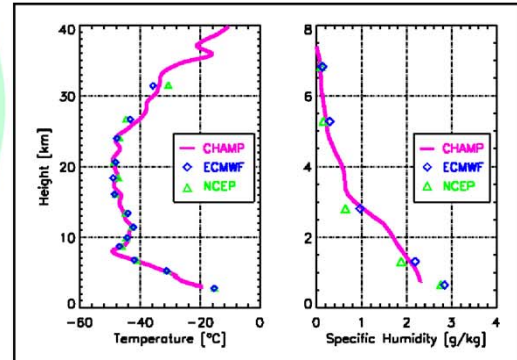 40
30
20
10
0
Height [km]
CHAMP
ECMWF
NCEP
-60
-40
-20
0
Temperature [°C]
8
6
4
2
0
CHAMP
ECMWF
NCEP
0
1
2
3
4
Specific Humidity [g/kg]